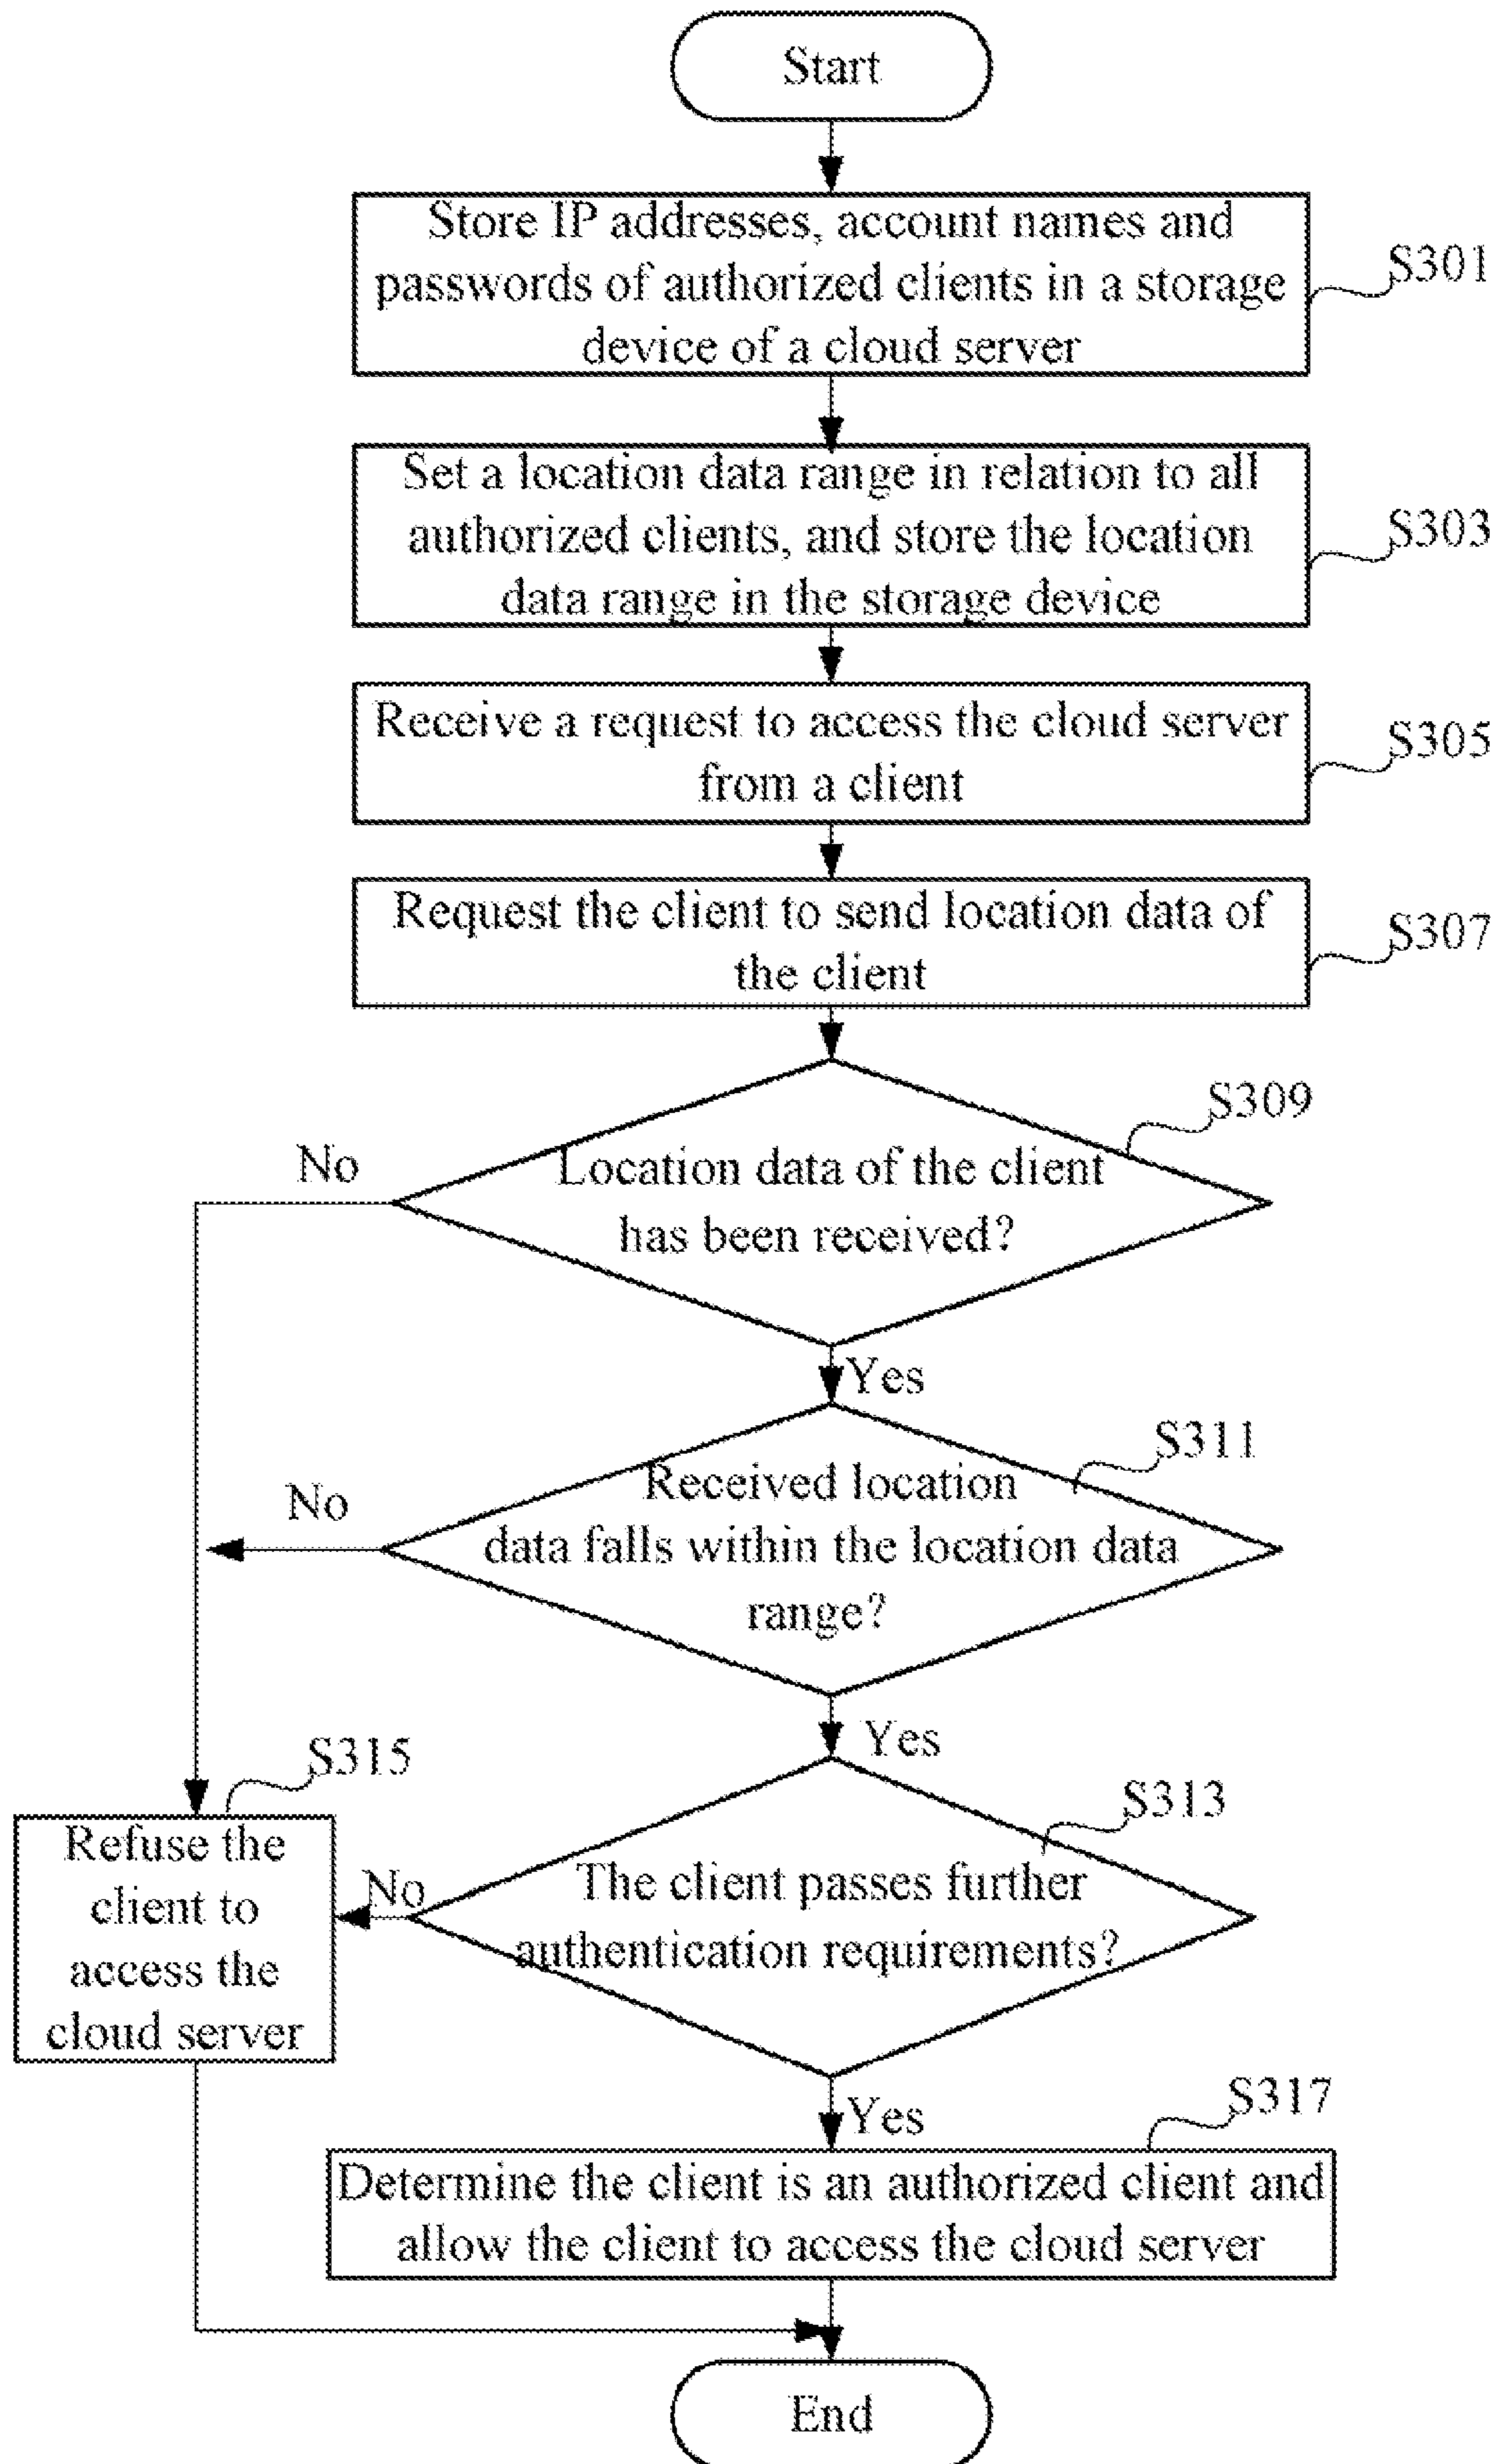 Start
Store IP addresses, account names and
passwords of authorized clients in a storage
device of a cloud server
S301
Set a location data range in relation to all
authorized clients, and store the location
data range in the storage device
S303
Receive a request to access the cloud server
from a client
S305
Request the client to send location data of
the client
S307
S309
No
Location data of the client
has been received?
Yes
S311
No
Received location
data falls within the location data
range?
Yes
S315
S313
Refuse the
client to
access the
cloud server
No
The client passes further
authentication requirements?
Yes
S317
Determine the client is an authorized client and
allow the client to access the cloud server
End